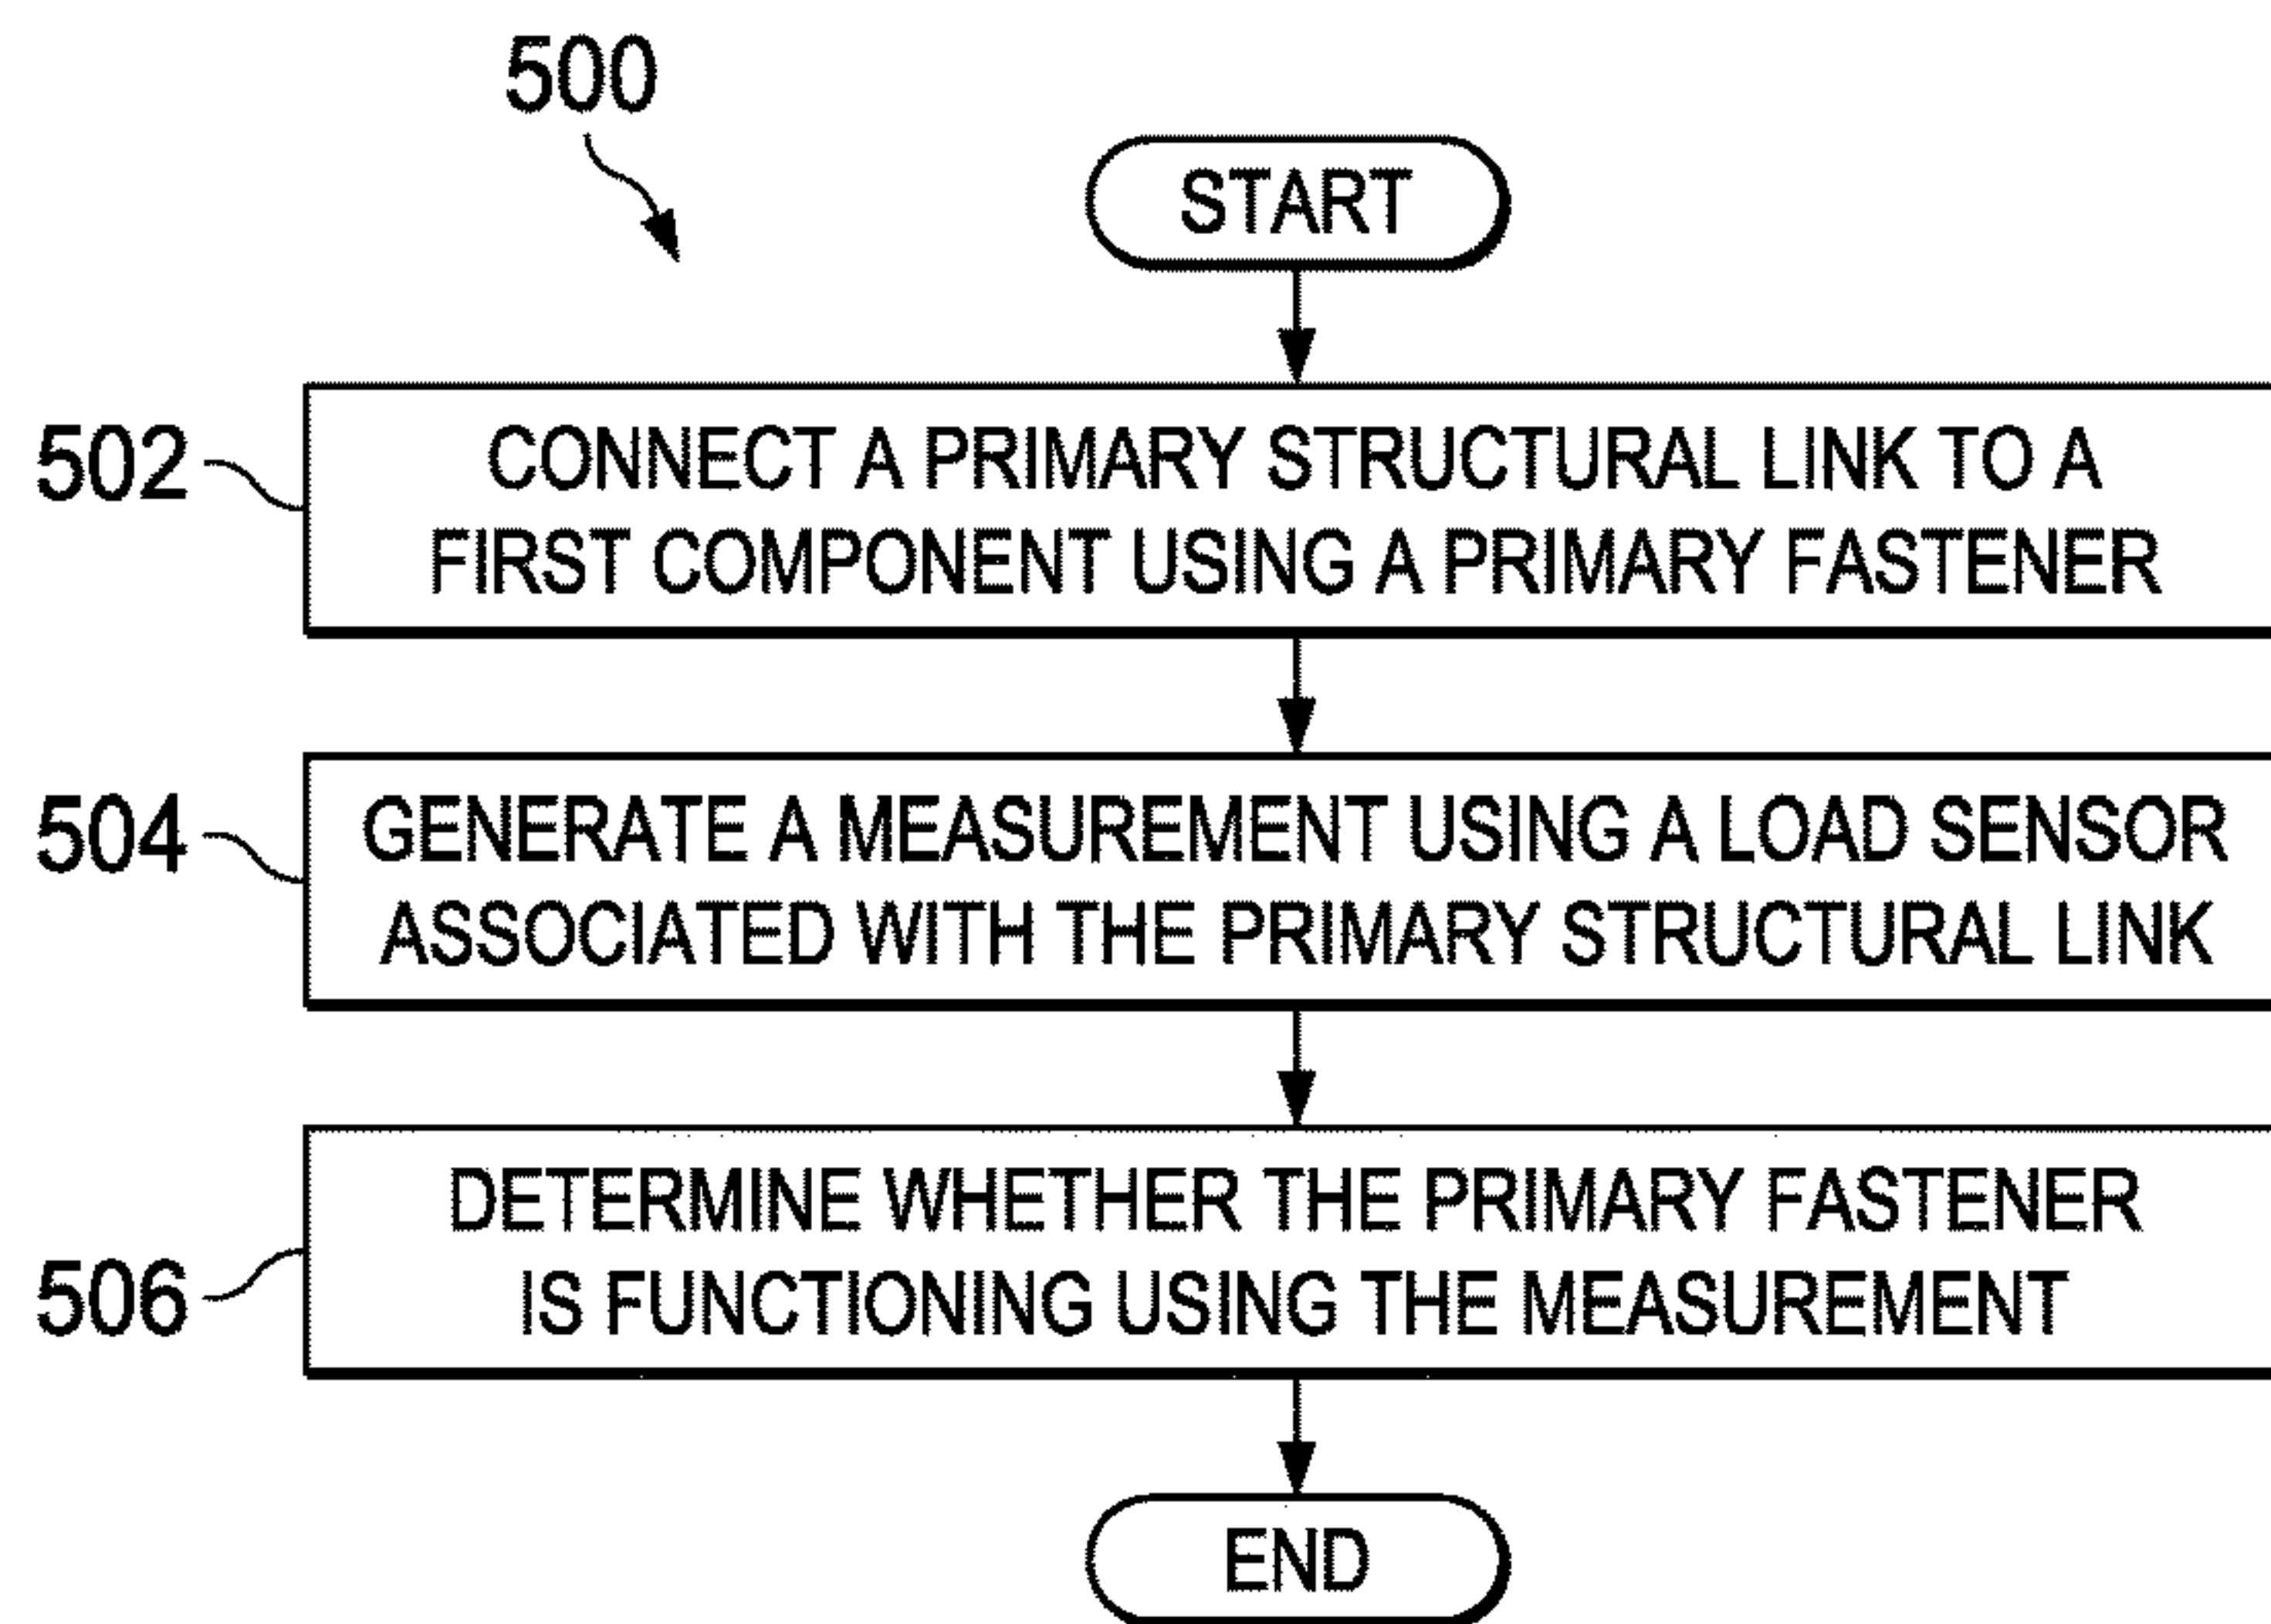 500
START
502
CONNECT A PRIMARY STRUCTURAL LINK TO A
FIRST COMPONENT USING A PRIMARY FASTENER
504
GENERATE A MEASUREMENT USING A LOAD SENSOR
ASSOCIATED WITH THE PRIMARY STRUCTURAL LINK
506
DETERMINE WHETHER THE PRIMARY FASTENER
IS FUNCTIONING USING THE MEASUREMENT
END